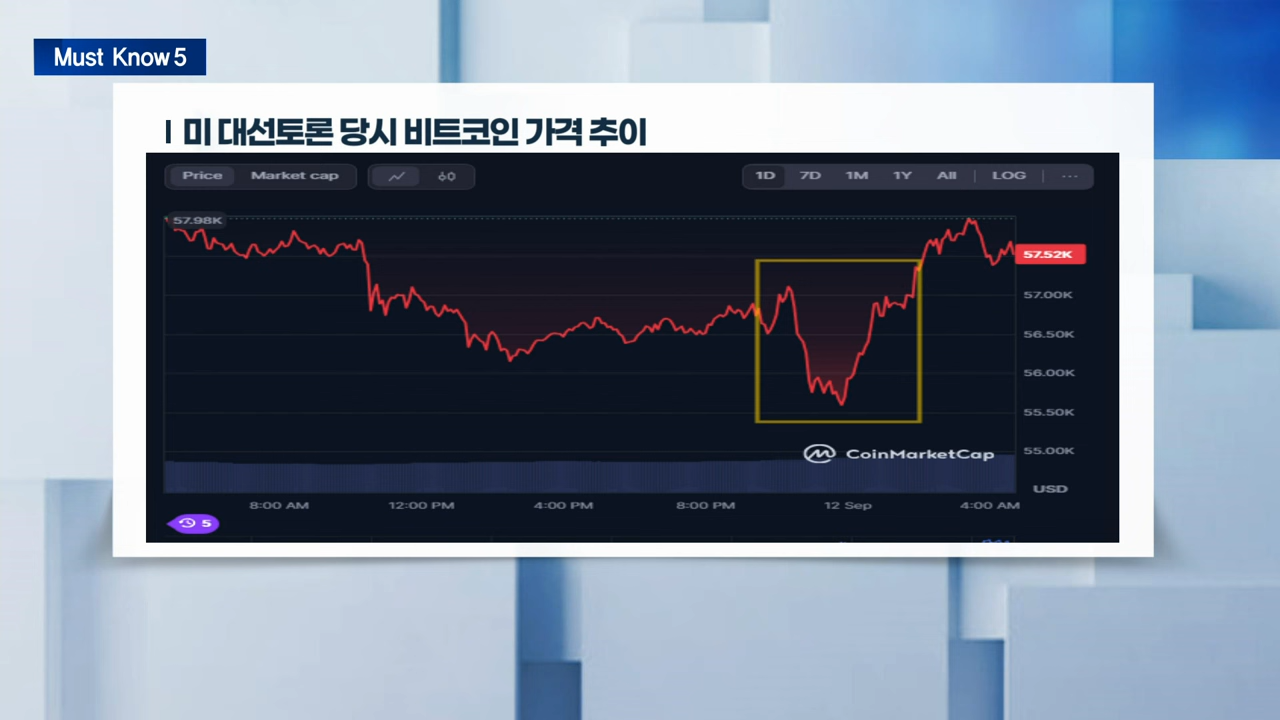 Must Know 5
미 대선토론 당시 비트코인 가격 추이
Price Market cap 1D 7D 1M 1Y All LOG ...
57.98K
57.52K
57.00K
56.50K
56.00K
55.50K
55.00K
CoinMarketCap
USD
8:00 AM 12:00 PM 4:00 PM 8:00 PM 12 Sep 4:00 AM
5